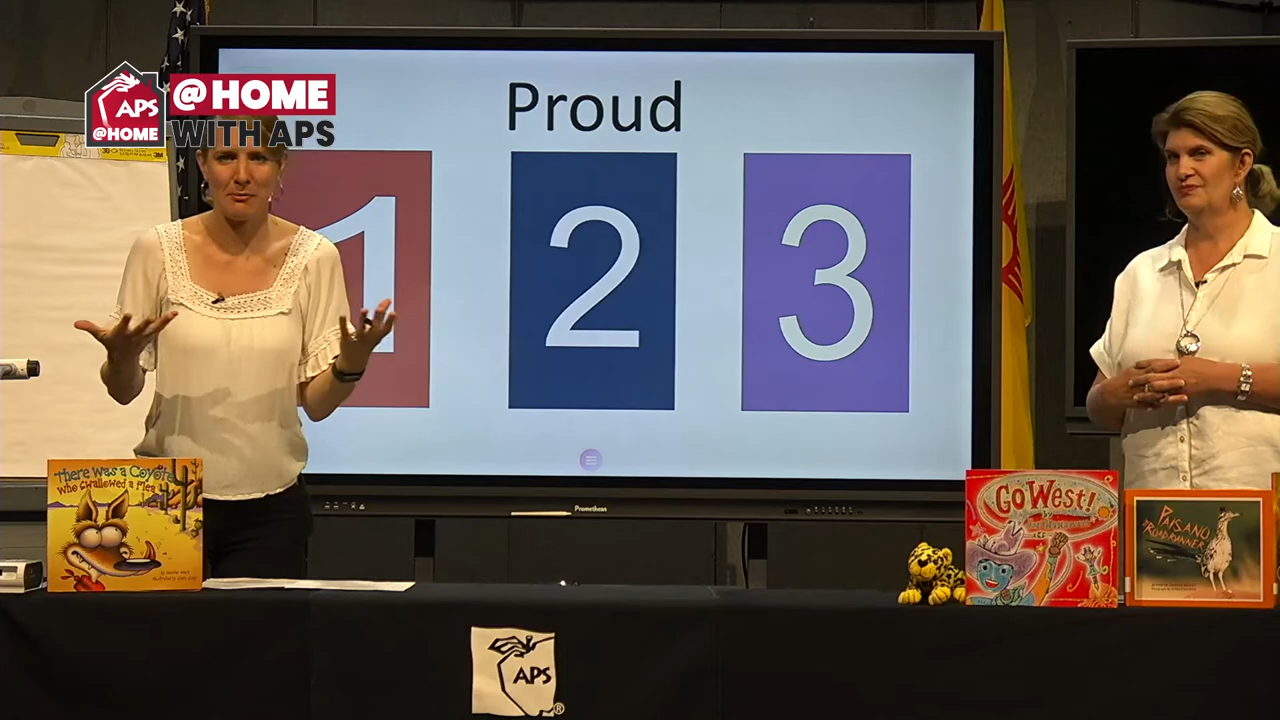 APS
@HOME
@HOME
WITH APS
3M
Proud
1
2
3
Promethean
There was a Coyote
Who Swallowed a Flea
Go West!
PAISANO
THE ROADRUNNER
APS
®